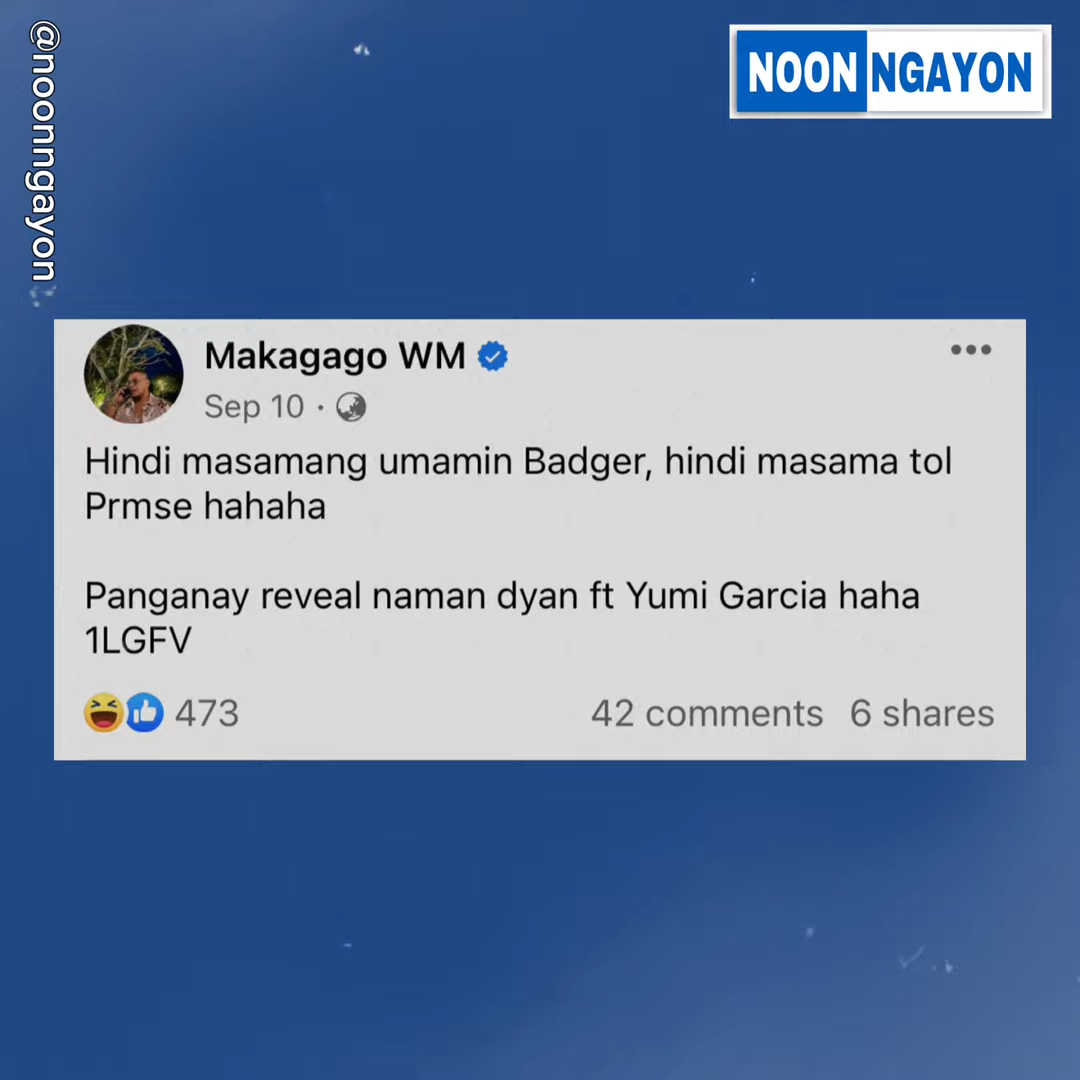 @noonngayon
NOON NGAYON
Makagago WM
Sep 10 ·
Hindi masamang umamin Badger, hindi masama tol
Prmse hahaha
Panganay reveal naman dyan ft Yumi Garcia haha
1LGFV
473
42 comments 6 shares